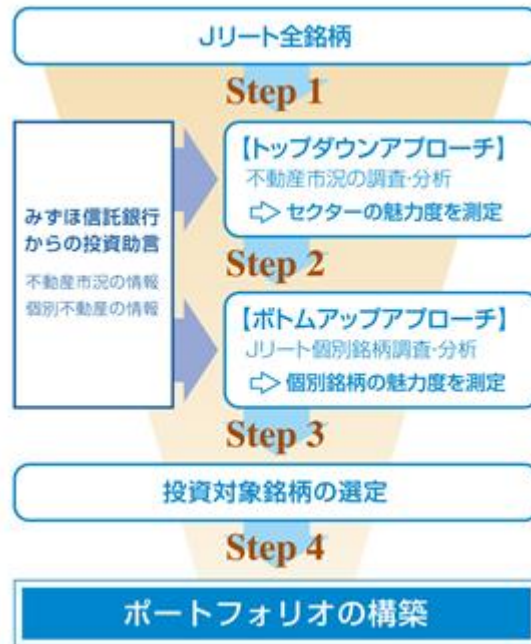 Jリート全銘柄
Step 1
【トップダウンアプローチ】
不動産市況の調査・分析
⇨ セクターの魅力度を測定
みずほ信託銀行
からの投資助言
不動産市況の情報
個別不動産の情報
Step 2
【ボトムアップアプローチ】
Jリート個別銘柄調査・分析
⇨ 個別銘柄の魅力度を測定
Step 3
投資対象銘柄の選定
Step 4
ポートフォリオの構築